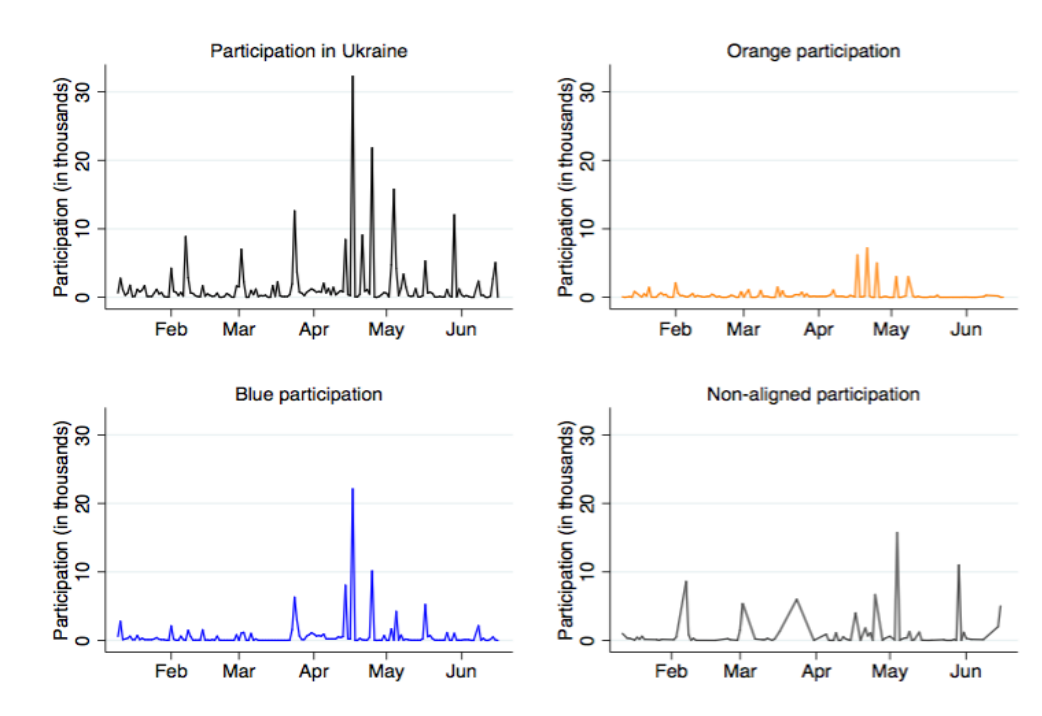 Participation in Ukraine
Participation (in thousands)
30
20
10
0
Feb Mar Apr May Jun
Orange participation
Participation (in thousands)
30
20
10
0
Feb Mar Apr May Jun
Blue participation
Participation (in thousands)
30
20
10
0
Feb Mar Apr May Jun
Non-aligned participation
Participation (in thousands)
30
20
10
0
Feb Mar Apr May Jun